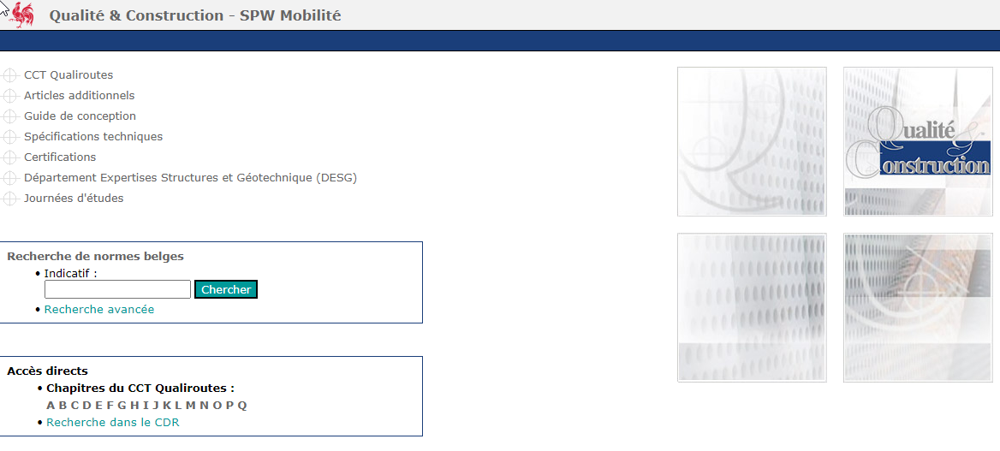 Qualité & Construction - SPW Mobilité
CCT Qualiroutes
Articles additionnels
Guide de conception
Spécifications techniques
Certifications
Département Expertises Structures et Géotechnique (DESG)
Journées d'études
Qualité &
Construction
Recherche de normes belges
Indicatif :
Chercher
Recherche avancée
Accès directs
Chapitres du CCT Qualiroutes :
A B C D E F G H I J K L M N O P Q
Recherche dans le CDR